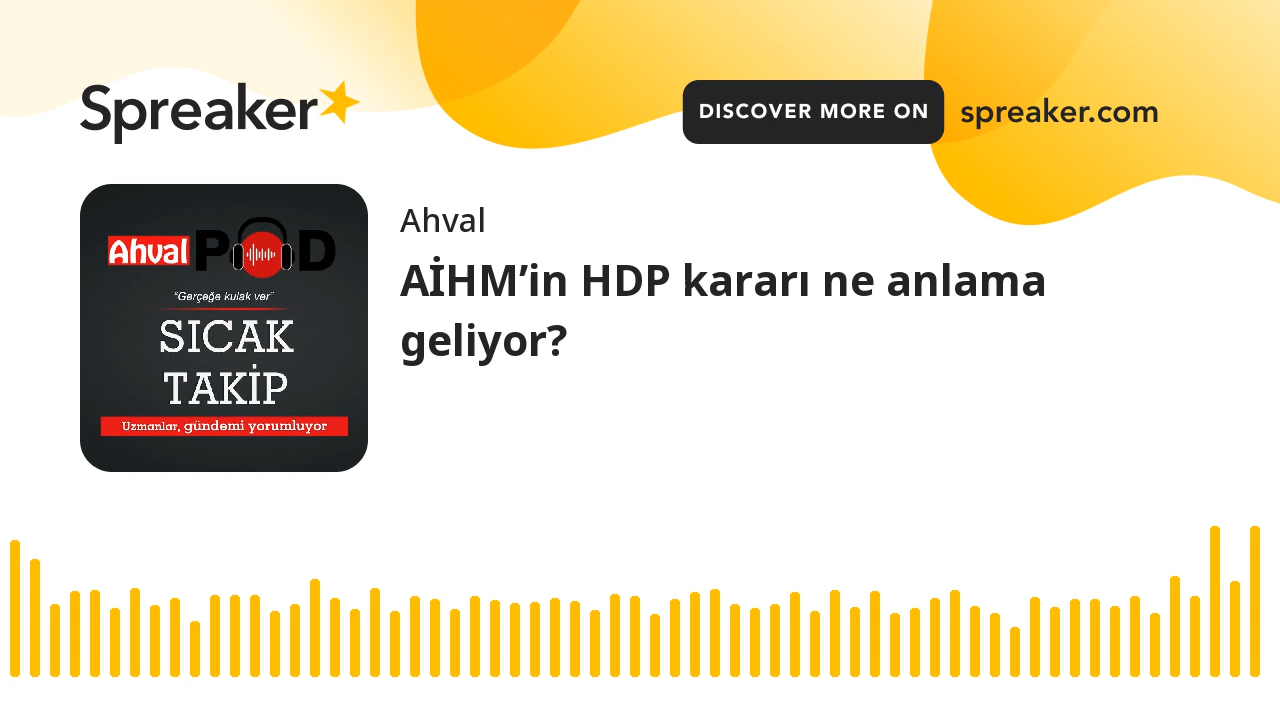 Spreaker
DISCOVER MORE ON
spreaker.com
Ahval
AİHM’in HDP kararı ne anlama
geliyor?
Ahval POD
"Gerçeğe kulak ver"
SICAK
TAKİP
Uzmanlar, gündemi yorumluyor